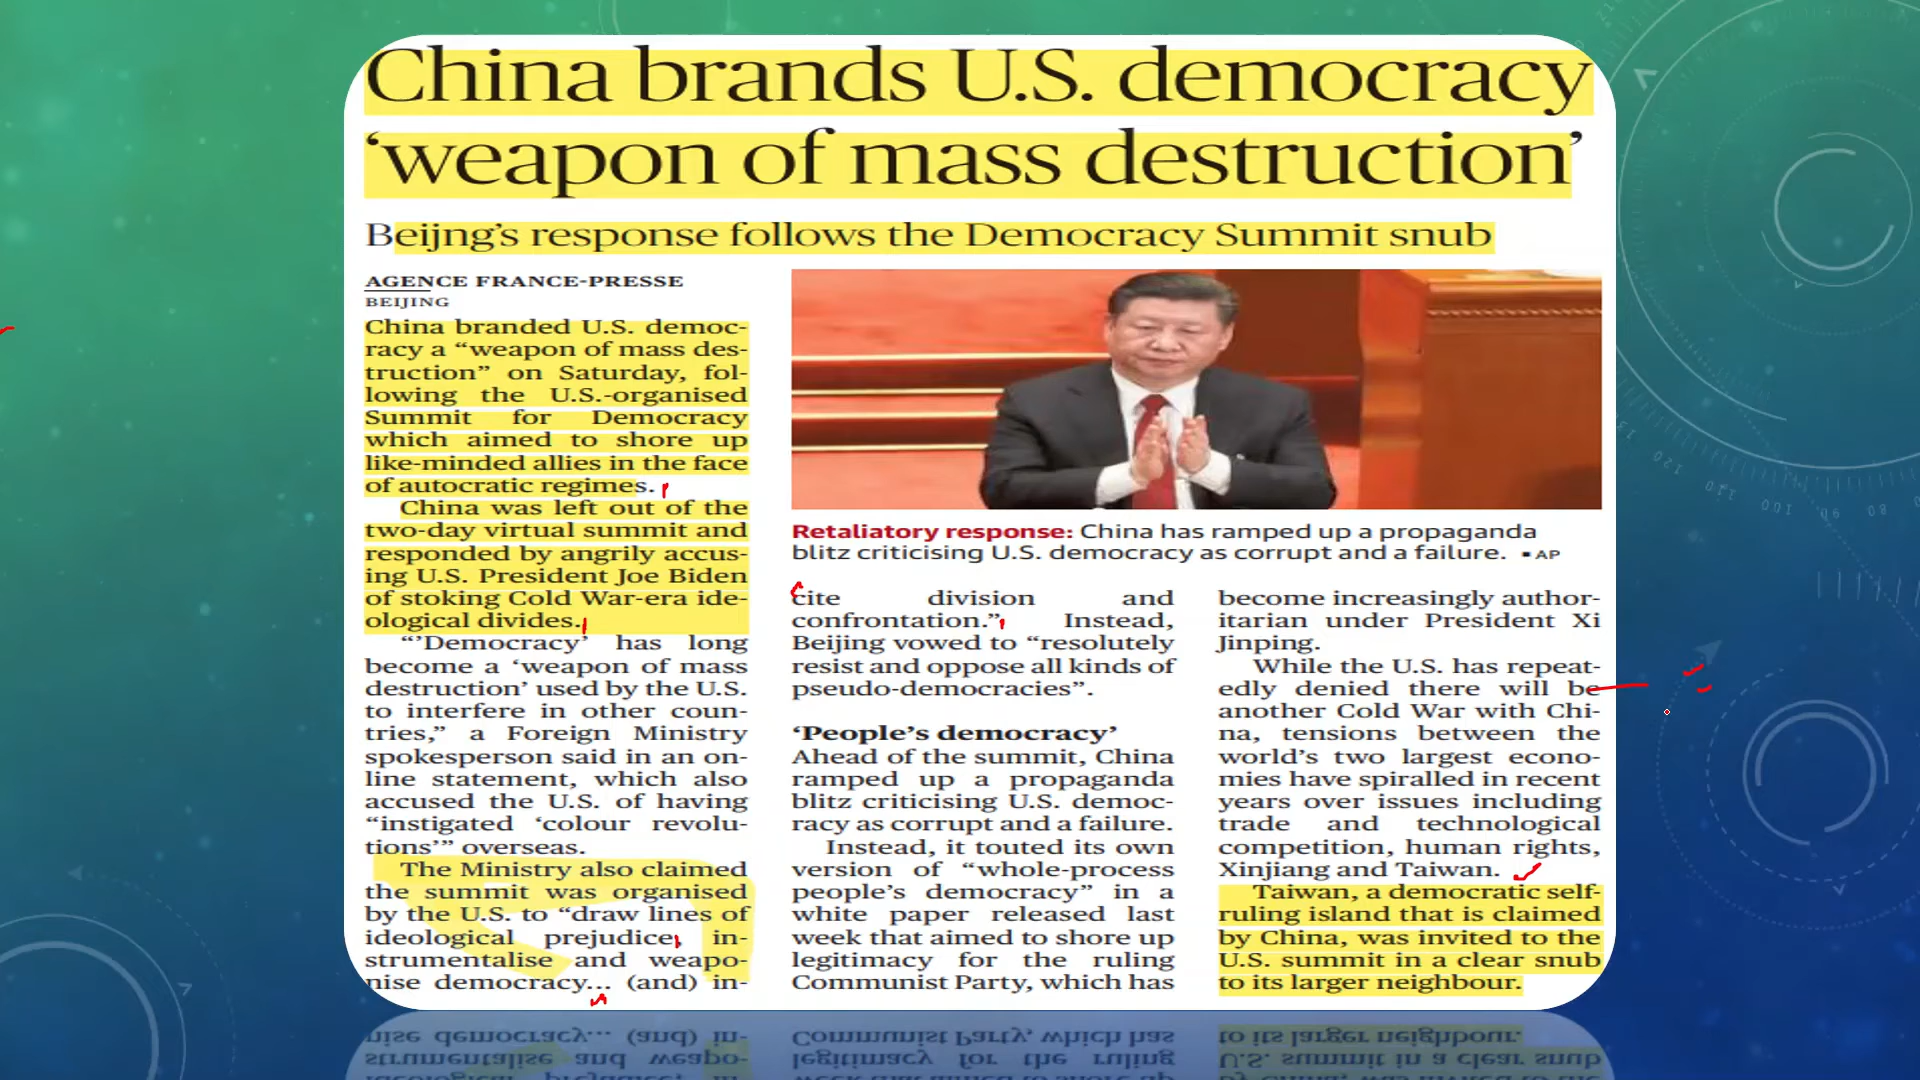 China brands U.S. democracy
‘weapon of mass destruction’
Beijng’s response follows the Democracy Summit snub
AGENCE FRANCE-PRESSE
BEIJING
China branded U.S. democ-
racy a “weapon of mass des-
truction” on Saturday, fol-
lowing the U.S.-organised
Summit for Democracy
which aimed to shore up
like-minded allies in the face
of autocratic regimes.
China was left out of the
two-day virtual summit and
responded by angrily accus-
ing U.S. President Joe Biden
of stoking Cold War-era ide-
ological divides.
“’Democracy’ has long
become a ‘weapon of mass
destruction’ used by the U.S.
to interfere in other coun-
tries,” a Foreign Ministry
spokesperson said in an on-
line statement, which also
accused the U.S. of having
“instigated ‘colour revolu-
tions’” overseas.
The Ministry also claimed
the summit was organised
by the U.S. to “draw lines of
ideological prejudice, in-
strumentalise and weapo-
nise democracy... (and) in-
Retaliatory response: China has ramped up a propaganda
blitz criticising U.S. democracy as corrupt and a failure. ▪ AP
cite division and
confrontation.” Instead,
Beijing vowed to “resolutely
resist and oppose all kinds of
pseudo-democracies”.
‘People’s democracy’
Ahead of the summit, China
ramped up a propaganda
blitz criticising U.S. democ-
racy as corrupt and a failure.
Instead, it touted its own
version of “whole-process
people’s democracy” in a
white paper released last
week that aimed to shore up
legitimacy for the ruling
Communist Party, which has
become increasingly author-
itarian under President Xi
Jinping.
While the U.S. has repeat-
edly denied there will be
another Cold War with Chi-
na, tensions between the
world’s two largest econo-
mies have spiralled in recent
years over issues including
trade and technological
competition, human rights,
Xinjiang and Taiwan.
Taiwan, a democratic self-
ruling island that is claimed
by China, was invited to the
U.S. summit in a clear snub
to its larger neighbour.